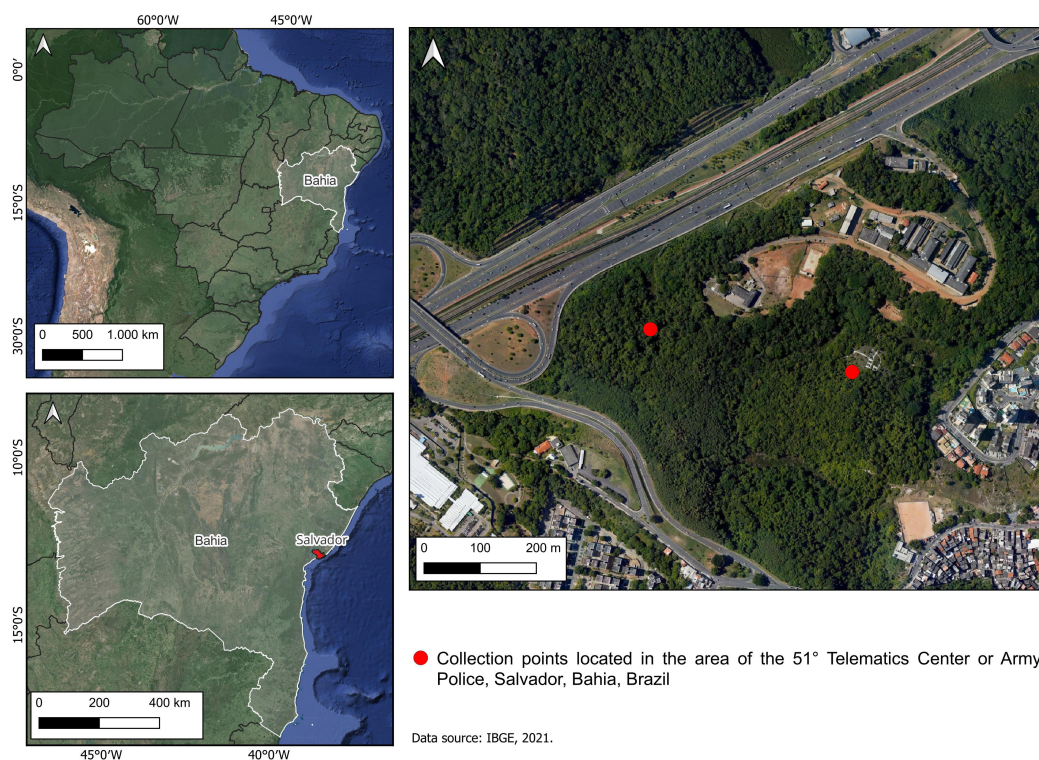 60°0'W 45°0'W
0°0'
15°0'S
30°0'S
Bahia
0 500 1.000 km
10°0'S
15°0'S
Bahia
Salvador
0 200 400 km
45°0'W 40°0'W
0 100 200 m
Collection points located in the area of the 51° Telematics Center or Army
Police, Salvador, Bahia, Brazil
Data source: IBGE, 2021.